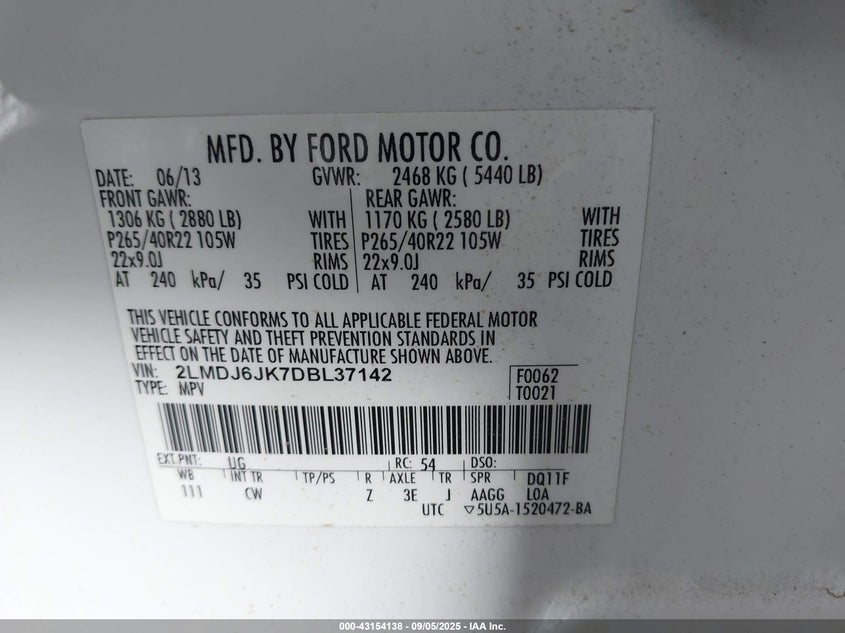 MFD. BY FORD MOTOR CO.
DATE: 06/13 GVWR: 2468 KG ( 5440 LB)
FRONT GAWR: REAR GAWR:
1306 KG ( 2880 LB) WITH 1170 KG ( 2580 LB) WITH
P265/40R22 105W TIRES P265/40R22 105W TIRES
22x9.0J RIMS 22x9.0J RIMS
AT 240 kPa/ 35 PSI COLD AT 240 kPa/ 35 PSI COLD
THIS VEHICLE CONFORMS TO ALL APPLICABLE FEDERAL MOTOR
VEHICLE SAFETY AND THEFT PREVENTION STANDARDS IN
EFFECT ON THE DATE OF MANUFACTURE SHOWN ABOVE.
VIN: 2LMDJ6JK7DBL37142 F0062
TYPE: MPV T0021
EXT PNT: UG RC: 54 DSO:
WB INT TR TP/PS R AXLE TR SPR DQ11F
111 CW Z 3E J AAGG LOA
UTC ▽5U5A-1520472-BA
000-43154138 - 09/05/2025 - IAA Inc.